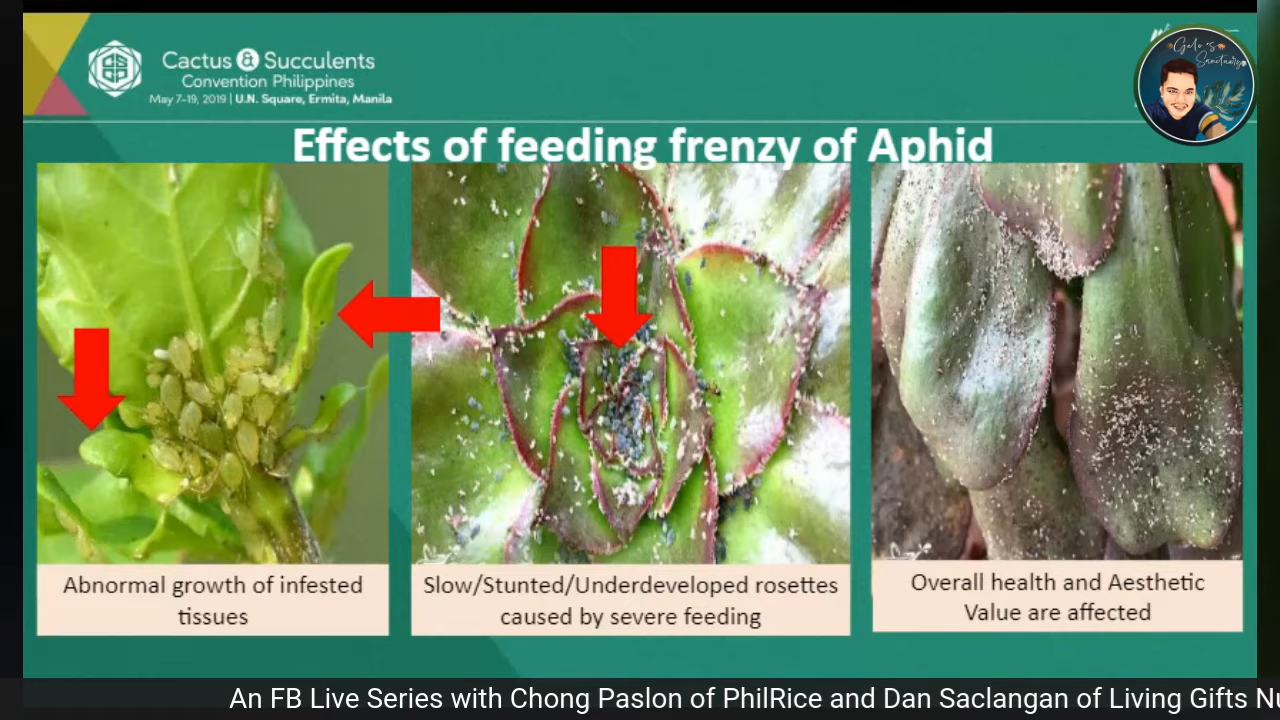 Cactus & Succulents
Convention Philippines
May 7-19, 2019 | U.N. Square, Ermita, Manila
Gelo's
Sanctuary
Effects of feeding frenzy of Aphid
Abnormal growth of infested
tissues
Slow/Stunted/Underdeveloped rosettes
caused by severe feeding
Overall health and Aesthetic
Value are affected
An FB Live Series with Chong Paslon of PhilRice and Dan Saclangan of Living Gifts